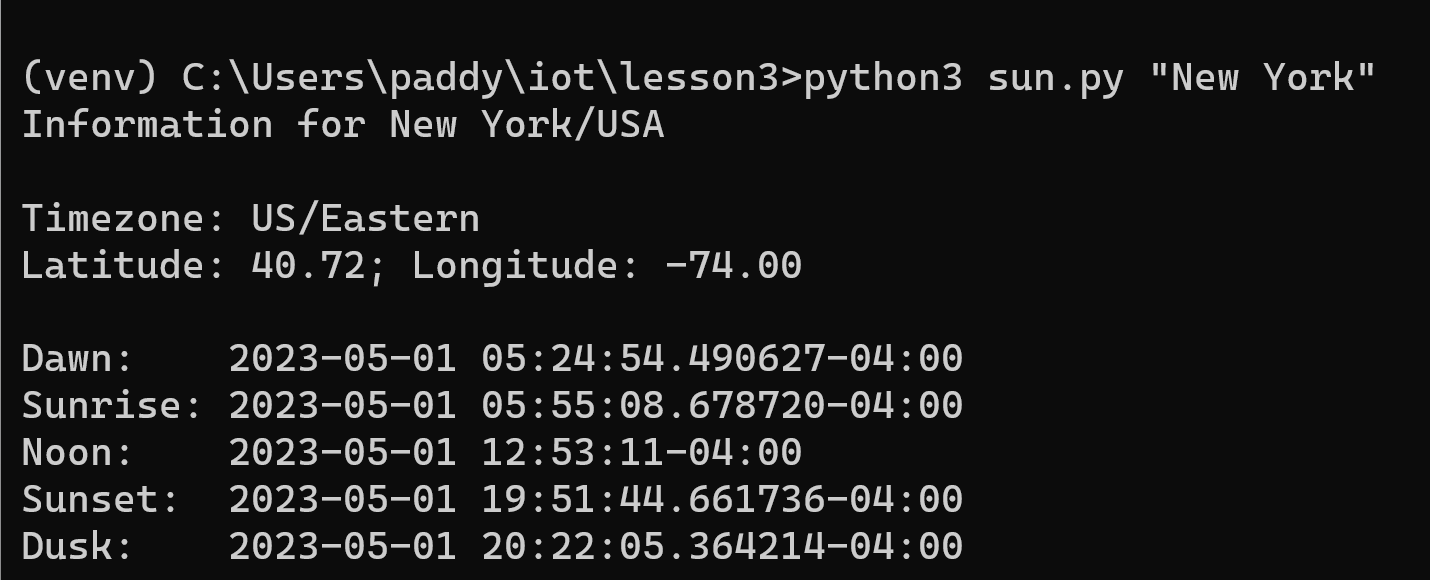 (venv) C:\Users\paddy\iot\lesson3>python3 sun.py "New York"
Information for New York/USA
Timezone: US/Eastern
Latitude: 40.72; Longitude: -74.00
Dawn:    2023-05-01 05:24:54.490627-04:00
Sunrise: 2023-05-01 05:55:08.678720-04:00
Noon:    2023-05-01 12:53:11-04:00
Sunset:  2023-05-01 19:51:44.661736-04:00
Dusk:    2023-05-01 20:22:05.364214-04:00